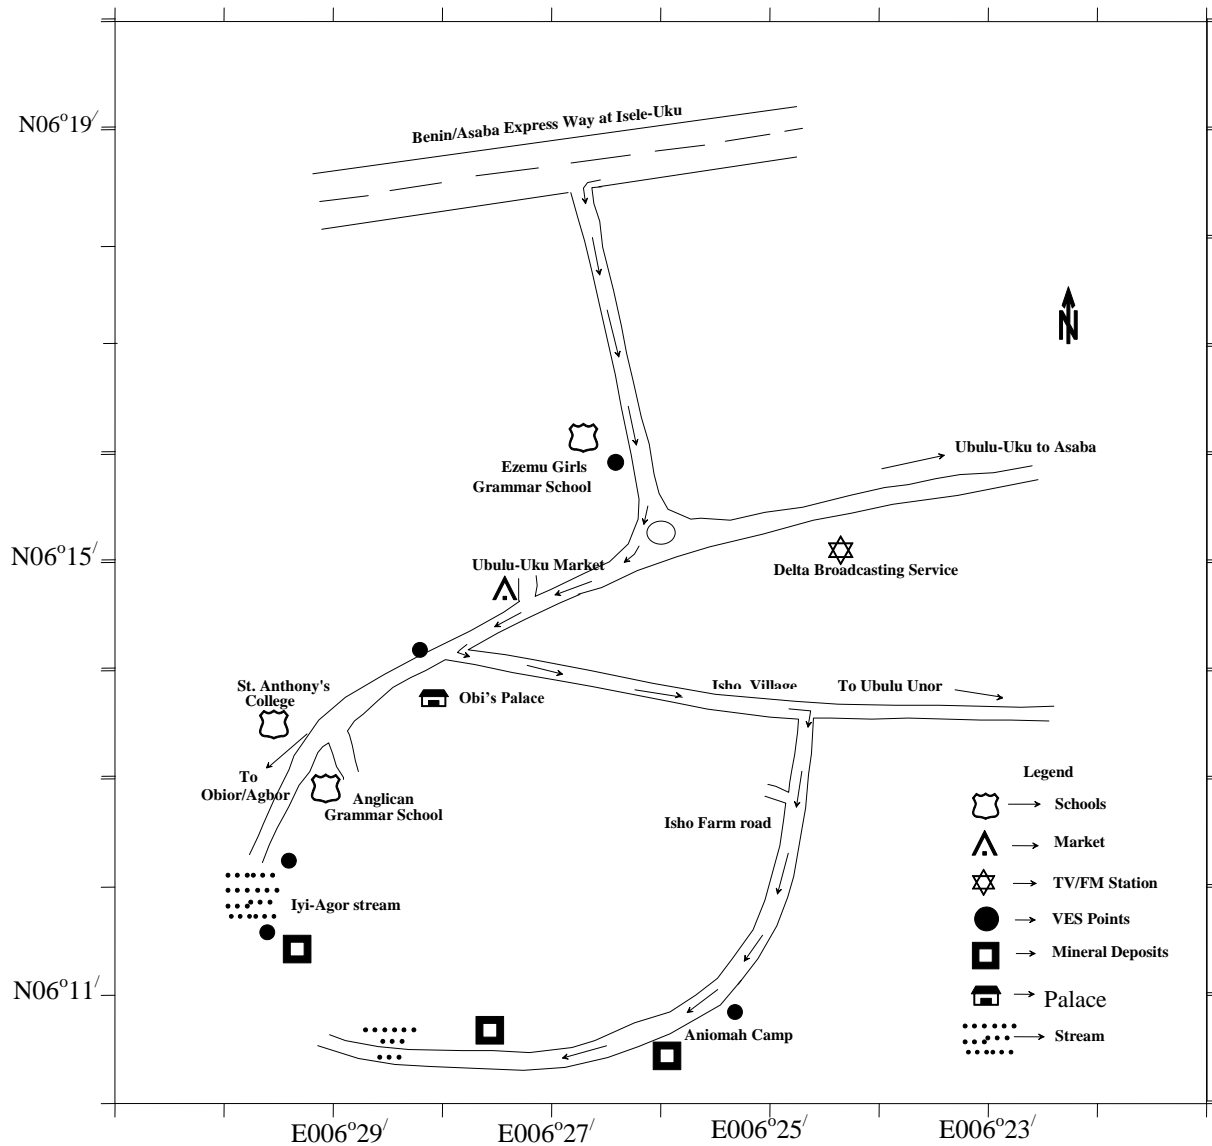 N06°19/
Benin/Asaba Express Way at Isele-Uku
N
Ubulu-Uku to Asaba
Ezemu Girls
Grammar School
N06°15/
Ubulu-Uku Market
Delta Broadcasting Service
St. Anthony's
College
Obi's Palace
Isho Village
To Ubulu Unor
To
Obior/Agbor
Anglican
Grammar School
Isho Farm road
Iyi-Agor stream
N06°11/
Aniomah Camp
Legend
Schools
Market
TV/FM Station
VES Points
Mineral Deposits
Palace
Stream
E006°29/
E006°27/
E006°25/
E006°23/